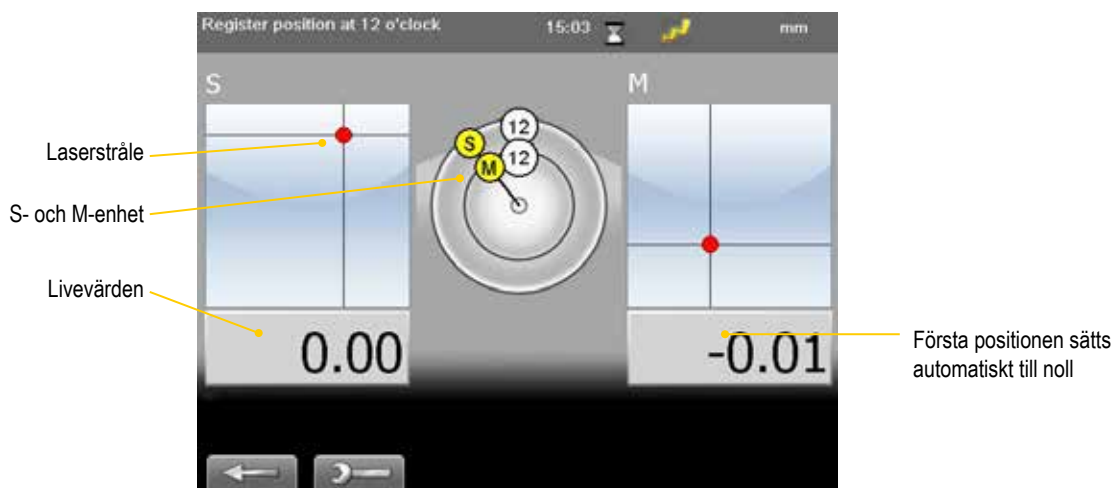 Register position at 12 o'clock
15:03
mm
S
M
12
S
12
M
Laserstråle
S- och M-enhet
Livevärden
0.00
-0.01
Första positionen sätts
automatiskt till noll